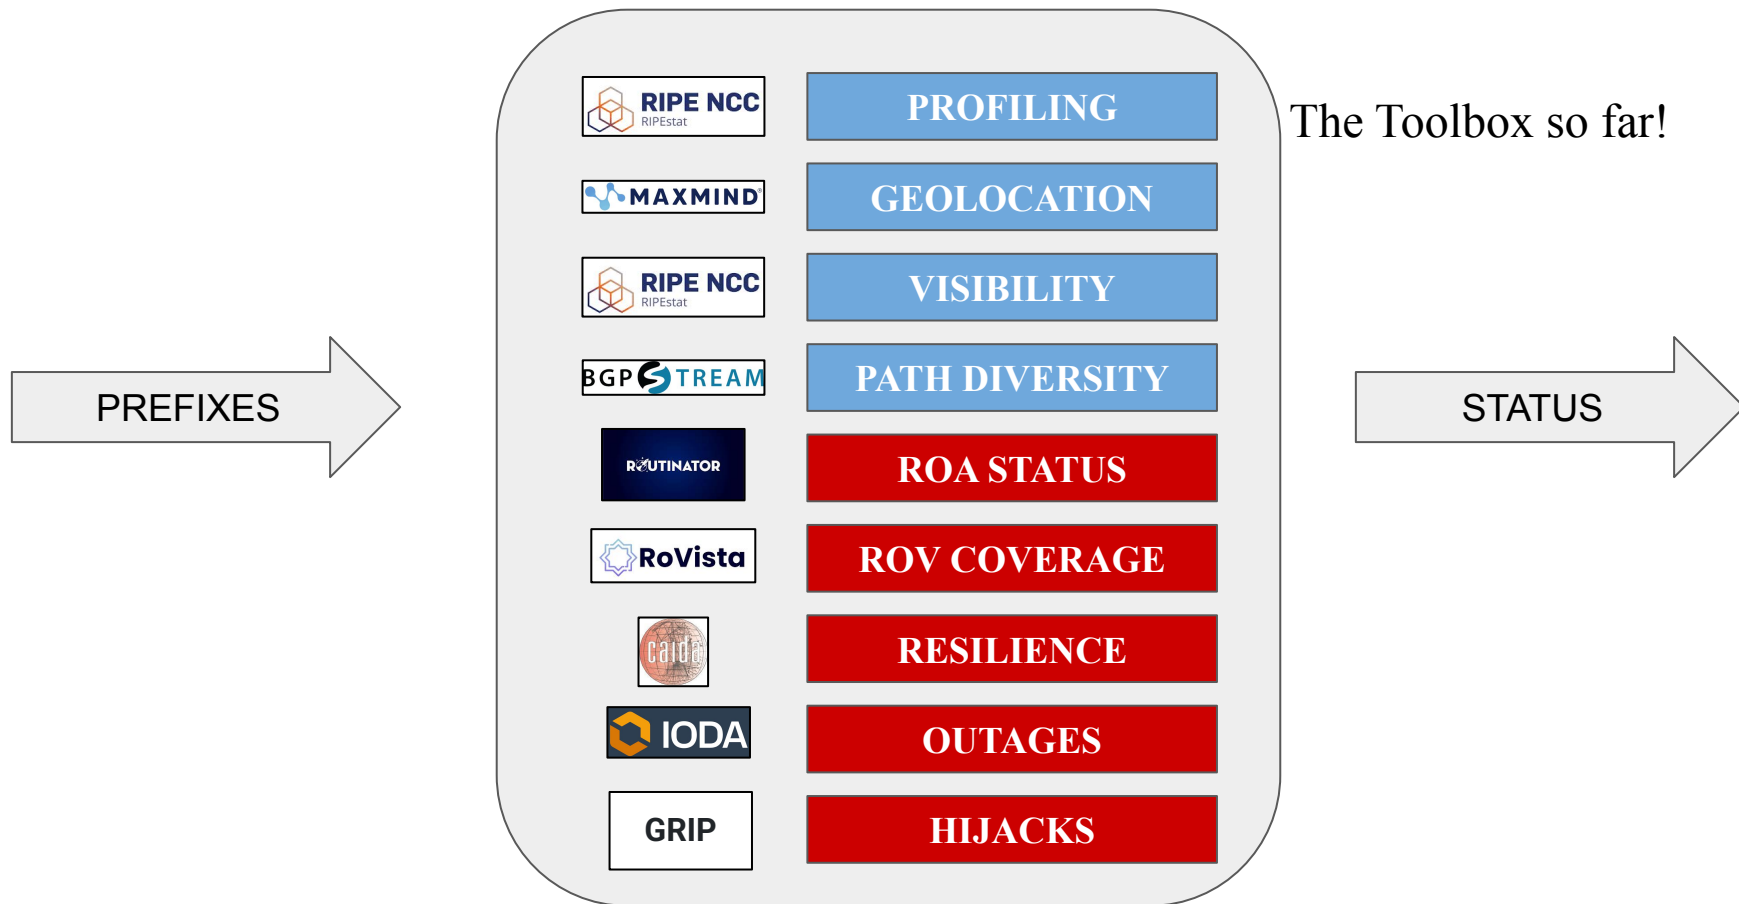 RIPE NCC
RIPEstat
PROFILING
The Toolbox so far!
MAXMIND®
GEOLOCATION
RIPE NCC
RIPEstat
VISIBILITY
BGPSTREAM
PATH DIVERSITY
PREFIXES
STATUS
ROUTINATOR
ROA STATUS
RoVista
ROV COVERAGE
caida
RESILIENCE
IODA
OUTAGES
GRIP
HIJACKS